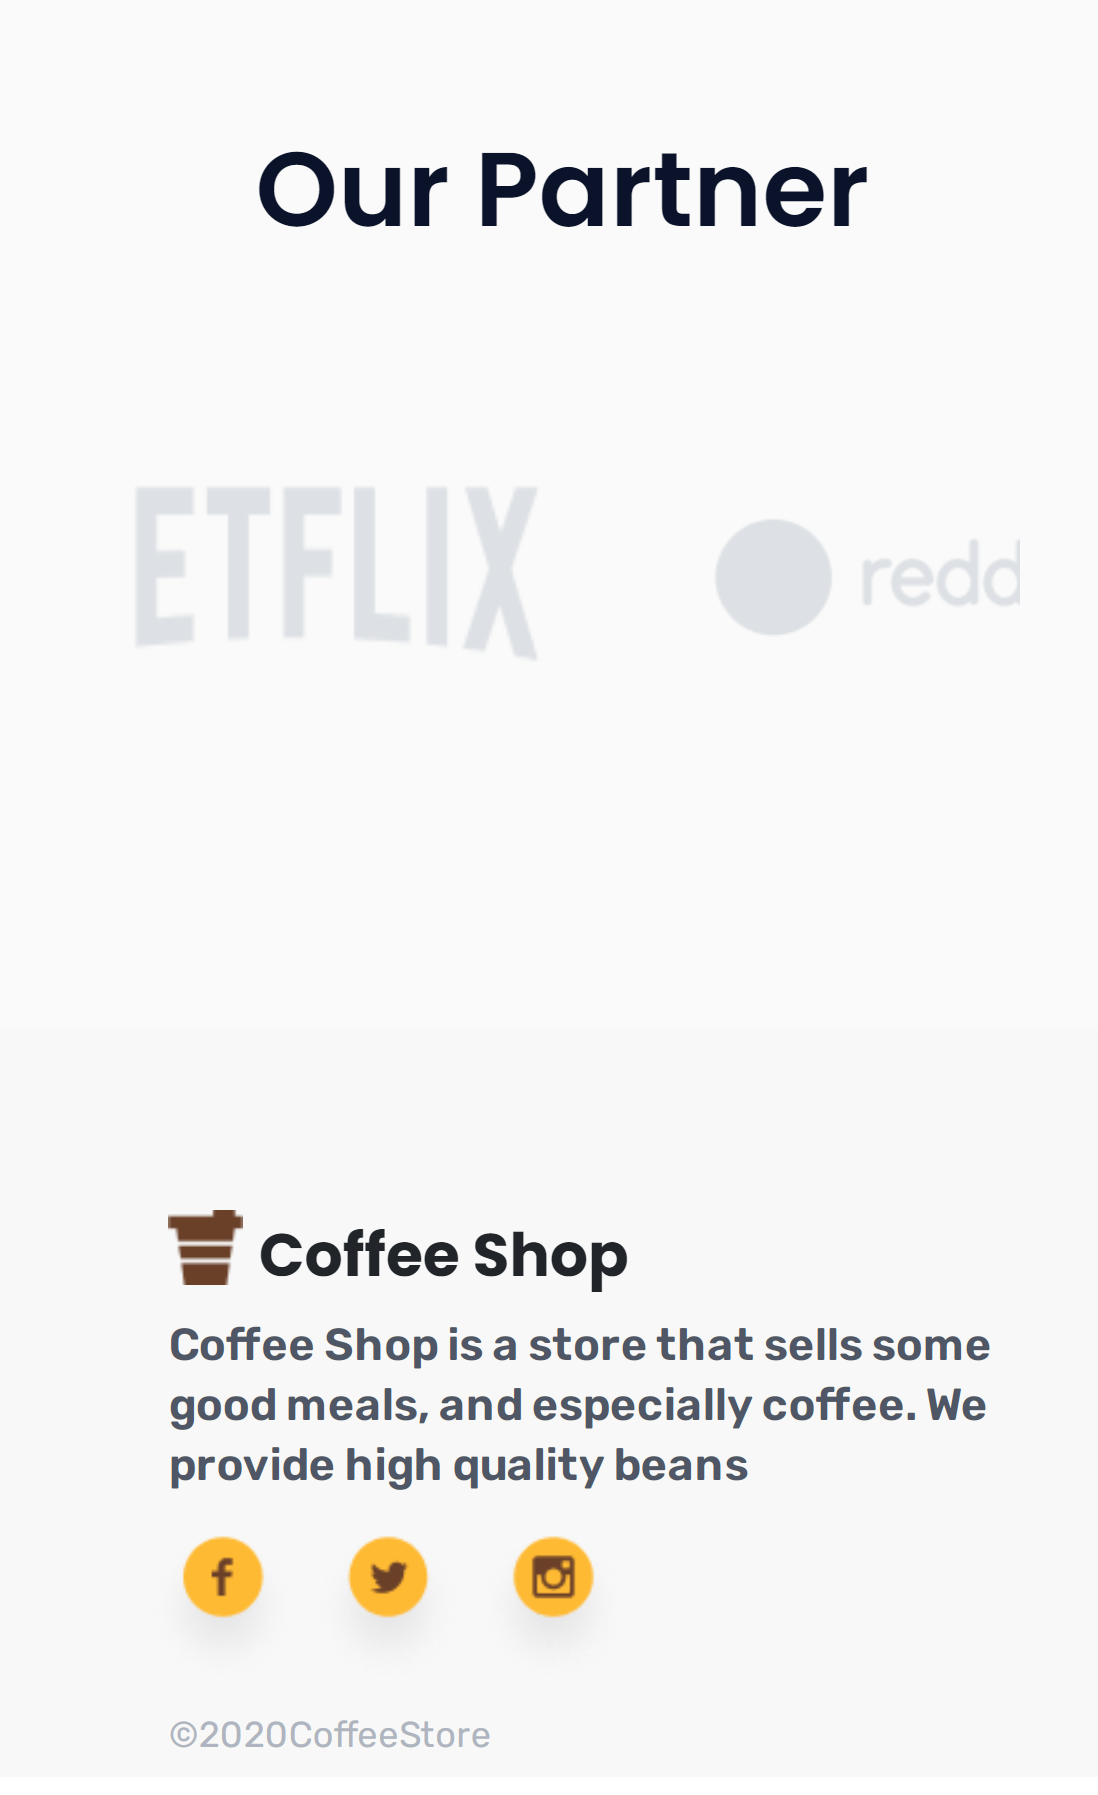 Our Partner
ETFLIX
redd
Coffee Shop
Coffee Shop is a store that sells some
good meals, and especially coffee. We
provide high quality beans
f
©2020CoffeeStore